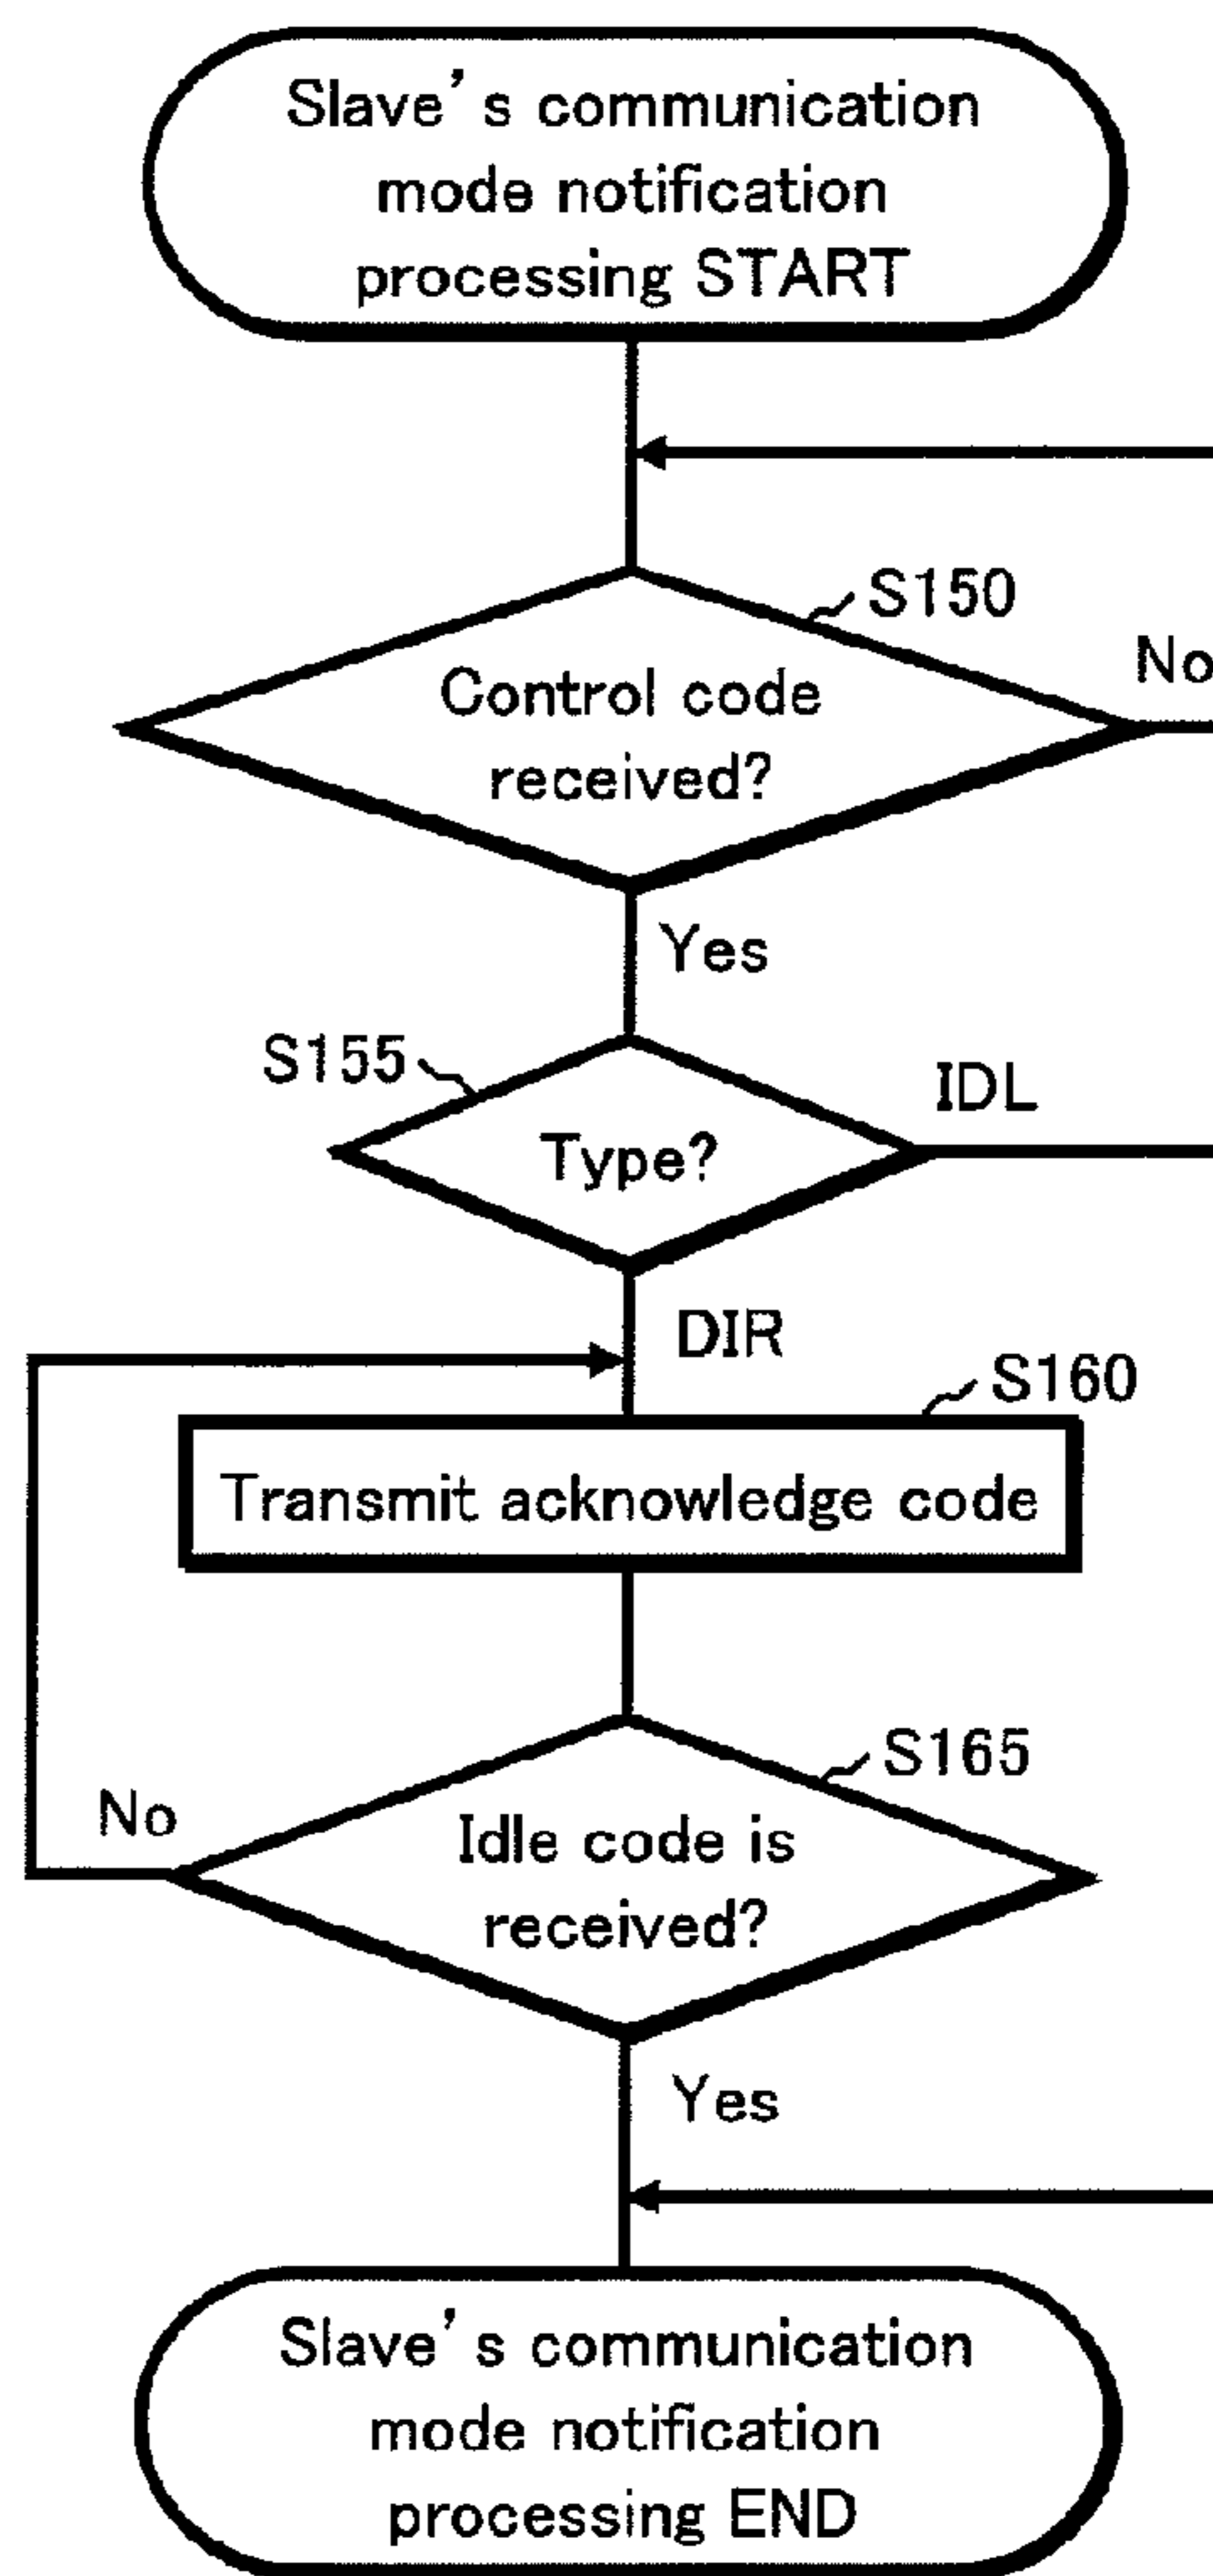 Slave's communication
mode notification
processing START
S150
Control code
received?
No
Yes
S155
Type?
IDL
DIR
S160
Transmit acknowledge code
S165
Idle code is
received?
No
Yes
Slave's communication
mode notification
processing END